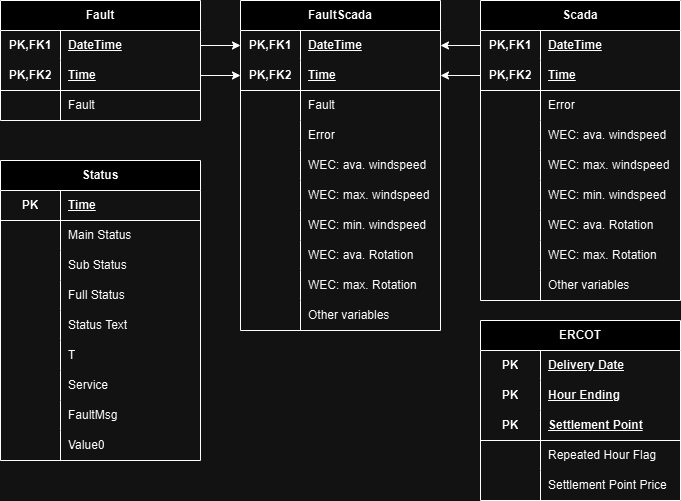 Fault
PK,FK1 DateTime
PK,FK2 Time
Fault
FaultScada
PK,FK1 DateTime
PK,FK2 Time
Fault
Error
WEC: ava. windspeed
WEC: max. windspeed
WEC: min. windspeed
WEC: ava. Rotation
WEC: max. Rotation
Other variables
Scada
PK,FK1 DateTime
PK,FK2 Time
Error
WEC: ava. windspeed
WEC: max. windspeed
WEC: min. windspeed
WEC: ava. Rotation
WEC: max. Rotation
Other variables
Status
PK Time
Main Status
Sub Status
Full Status
Status Text
T
Service
FaultMsg
Value0
ERCOT
PK Delivery Date
PK Hour Ending
PK Settlement Point
Repeated Hour Flag
Settlement Point Price